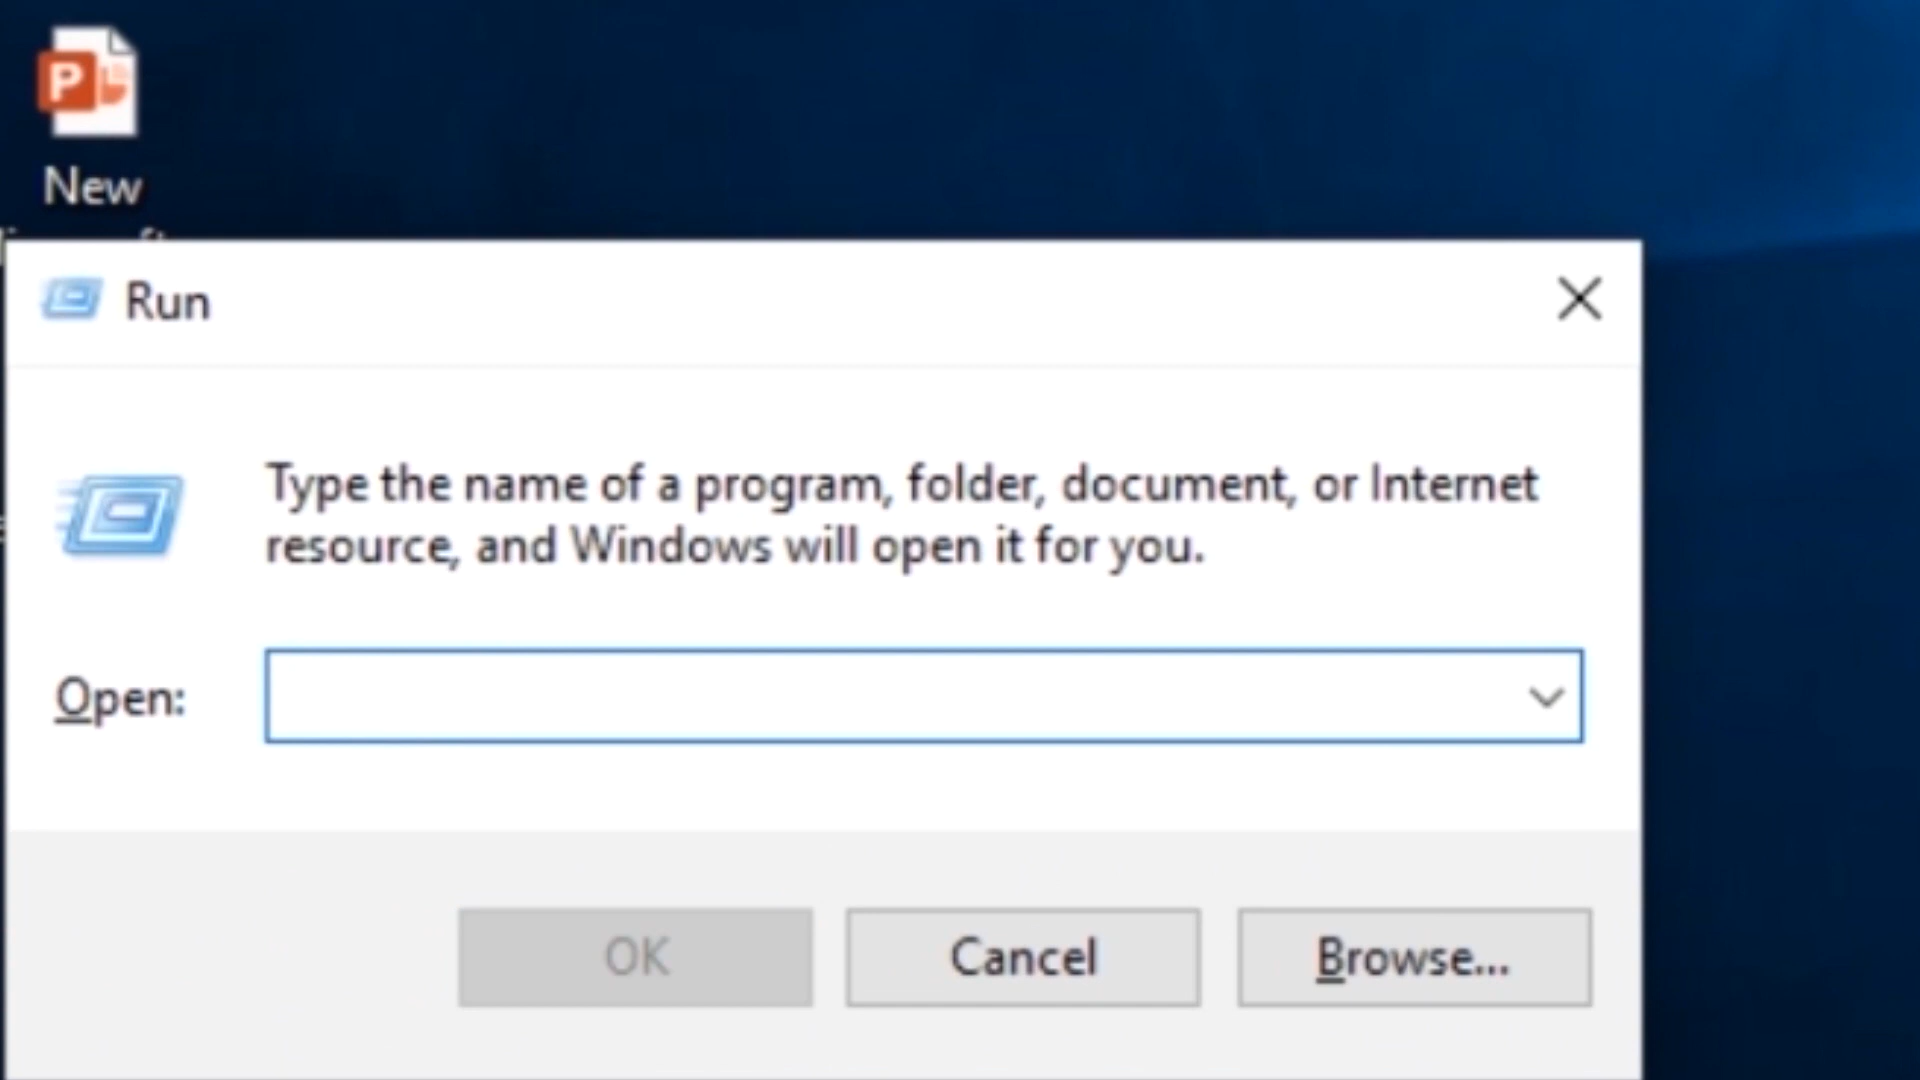 New
Run
Type the name of a program, folder, document, or Internet
resource, and Windows will open it for you.
Open:
OK
Cancel
Browse...